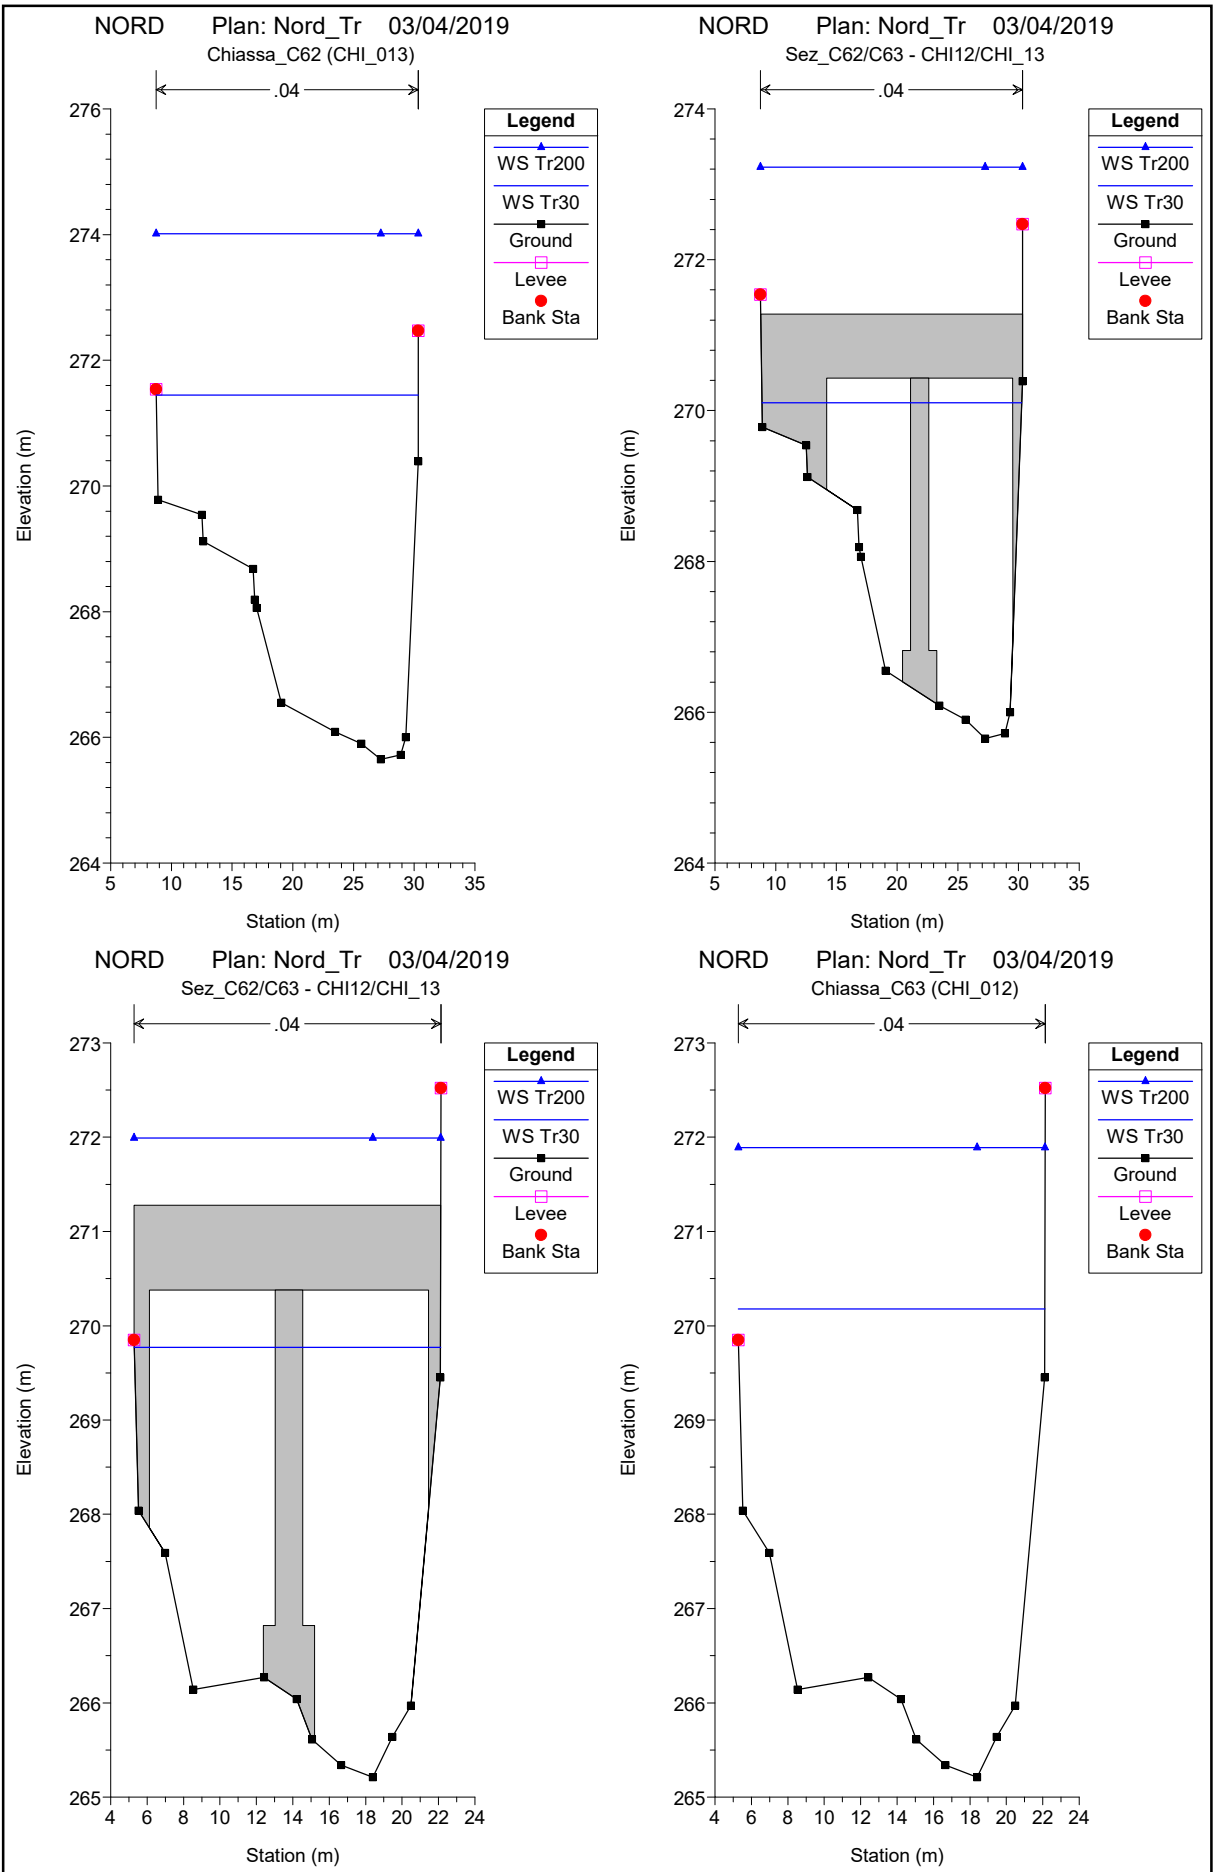 NORD Plan: Nord_Tr 03/04/2019
Chiassa_C62 (CHI_013)
.04
276
274
272
270
268
266
264
Elevation (m)
5 10 15 20 25 30 35
Station (m)
Legend
WS Tr200
WS Tr30
Ground
Levee
Bank Sta
NORD Plan: Nord_Tr 03/04/2019
Sez_C62/C63 - CHI12/CHI_13
.04
274
272
270
268
266
264
Elevation (m)
5 10 15 20 25 30 35
Station (m)
Legend
WS Tr200
WS Tr30
Ground
Levee
Bank Sta
NORD Plan: Nord_Tr 03/04/2019
Sez_C62/C63 - CHI12/CHI_13
.04
273
272
271
270
269
268
267
266
265
Elevation (m)
4 6 8 10 12 14 16 18 20 22 24
Station (m)
Legend
WS Tr200
WS Tr30
Ground
Levee
Bank Sta
NORD Plan: Nord_Tr 03/04/2019
Chiassa_C63 (CHI_012)
.04
273
272
271
270
269
268
267
266
265
Elevation (m)
4 6 8 10 12 14 16 18 20 22 24
Station (m)
Legend
WS Tr200
WS Tr30
Ground
Levee
Bank Sta